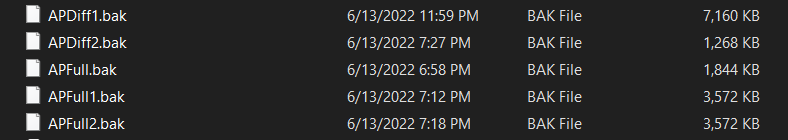 APDiff1.bak 6/13/2022 11:59 PM BAK File 7,160 KB
APDiff2.bak 6/13/2022 7:27 PM BAK File 1,268 KB
APFull.bak 6/13/2022 6:58 PM BAK File 1,844 KB
APFull1.bak 6/13/2022 7:12 PM BAK File 3,572 KB
APFull2.bak 6/13/2022 7:18 PM BAK File 3,572 KB